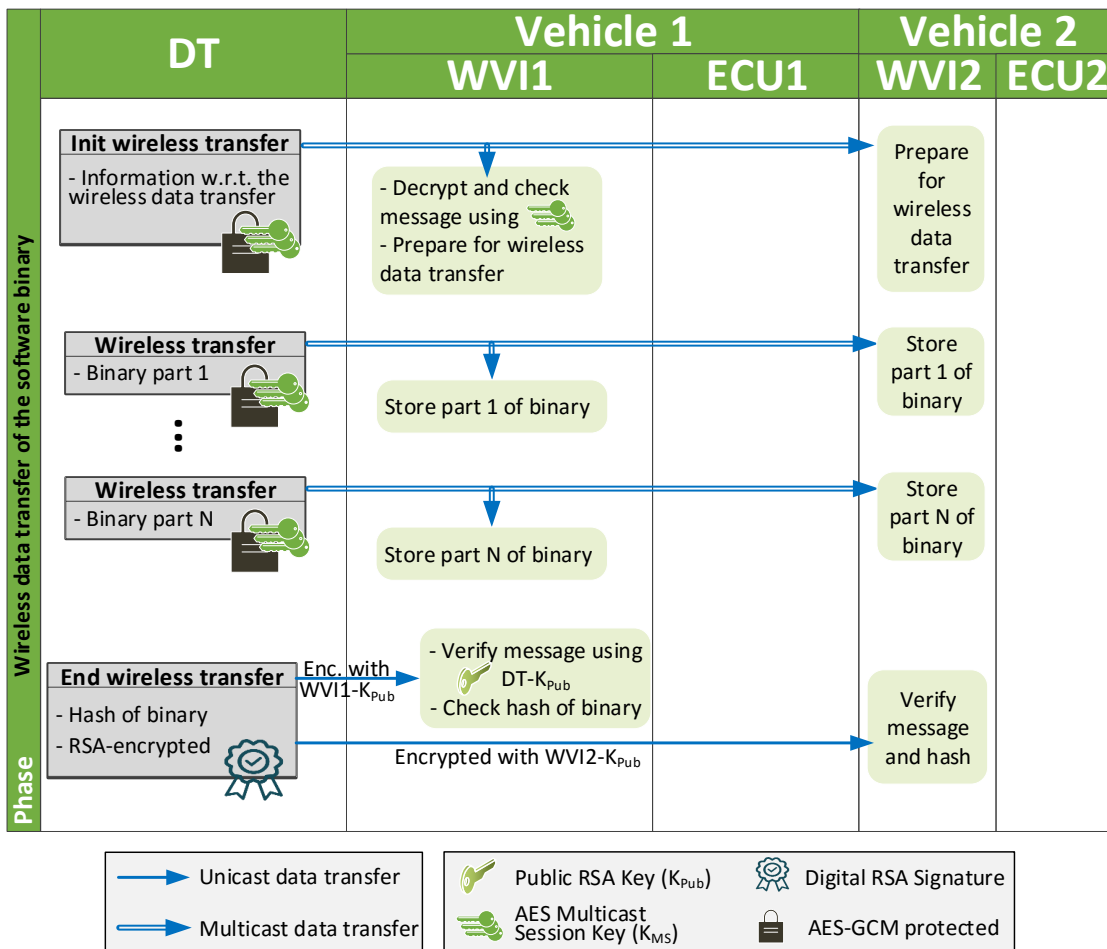 DT
Vehicle 1
Vehicle 2
WVI1
ECU1
WVI2
ECU2
Phase
Wireless data transfer of the software binary
Init wireless transfer
- Information w.r.t. the
wireless data transfer
- Decrypt and check
message using
- Prepare for wireless
data transfer
Prepare
for
wireless
data
transfer
Wireless transfer
- Binary part 1
Store part 1 of binary
Store
part 1 of
binary
Wireless transfer
- Binary part N
Store part N of binary
Store
part N of
binary
End wireless transfer
- Hash of binary
- RSA-encrypted
Enc. with
WVI1-KPub
- Verify message using
DT-KPub
- Check hash of binary
Encrypted with WVI2-KPub
Verify
message
and hash
Unicast data transfer
Multicast data transfer
Public RSA Key (KPub)
AES Multicast
Session Key (KMS)
Digital RSA Signature
AES-GCM protected